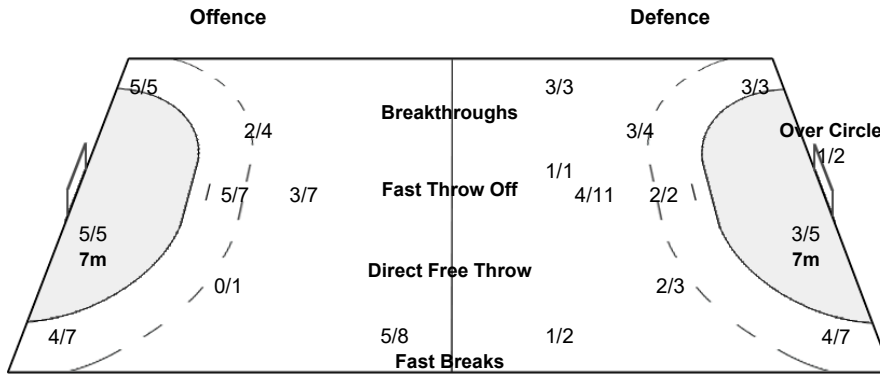 Offence Defence
5/5 3/3 3/3
Breakthroughs
2/4 3/4 Over Circle
1/2
1/1
5/7 3/7 Fast Throw Off 4/11 2/2
5/5 3/5
7m 7m
Direct Free Throw
0/1 2/3
4/7 5/8 1/2 4/7
Fast Breaks